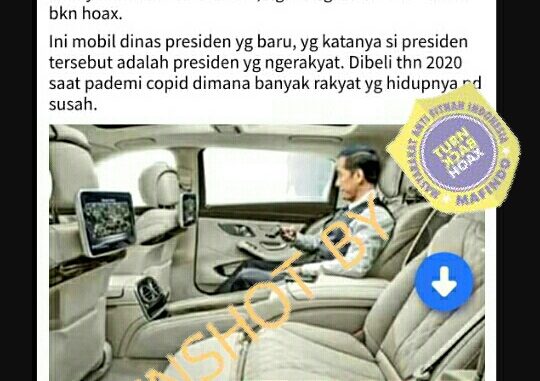 bkn hoax.
Ini mobil dinas presiden yg baru, yg katanya si presiden
tersebut adalah presiden yg ngerakyat. Dibeli thn 2020
saat pademi copid dimana banyak rakyat yg hidupnya pd
susah.
MASYARAKAT ANTI FITNAH INDONESIA
TURN
BACK
HOAX
MAFINDO
NSHOT BY